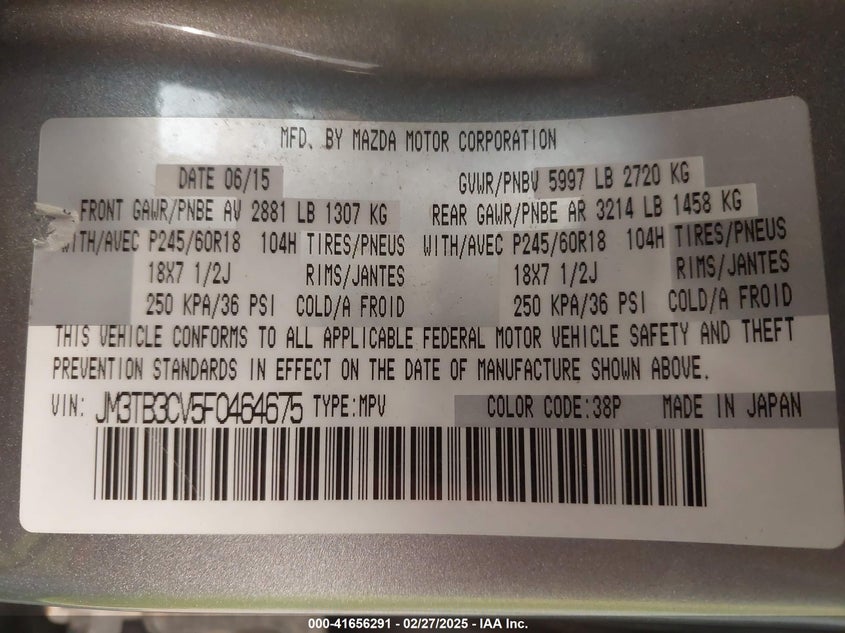 MFD. BY MAZDA MOTOR CORPORATION
DATE 06/15 GVWR/PNBV 5997 LB 2720 KG
FRONT GAWR/PNBE AV 2881 LB 1307 KG REAR GAWR/PNBE AR 3214 LB 1458 KG
WITH/AVEC P245/60R18 104H TIRES/PNEUS WITH/AVEC P245/60R18 104H TIRES/PNEUS
18X7 1/2J RIMS/JANTES 18X7 1/2J RIMS/JANTES
250 KPA/36 PSI COLD/A FROID 250 KPA/36 PSI COLD/A FROID
THIS VEHICLE CONFORMS TO ALL APPLICABLE FEDERAL MOTOR VEHICLE SAFETY AND THEFT
PREVENTION STANDARDS IN EFFECT ON THE DATE OF MANUFACTURE SHOWN ABOVE.
VIN: JM3TB3CV5F0464675 TYPE:MPV COLOR CODE:38P MADE IN JAPAN
000-41656291 - 02/27/2025 - IAA Inc.